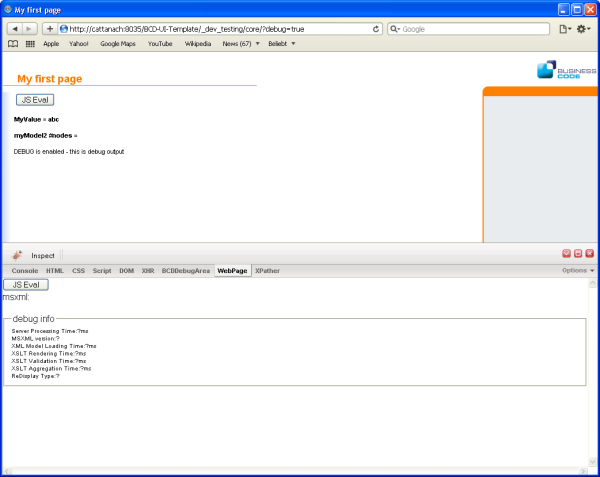 My first page
http://cattanach:8035/BCD-UI-Template/_dev_testing/core/?debug=true
Google
Apple Yahoo! Google Maps YouTube Wikipedia News (67) Beliebt
My first page
BUSINESS
CODE
JS Eval
MyValue = abc
myModel2 #nodes =
DEBUG is enabled - this is debug output
Inspect
Console HTML CSS Script DOM XHR BCDDebugArea WebPage XPather Options
JS Eval
msxml:
debug info
Server Processing Time:?ms
MSXML version:?
XML Model Loading Time:?ms
XSLT Rendering Time:?ms
XSLT Validation Time:?ms
XSLT Aggregation Time:?ms
ReDisplay Type:?